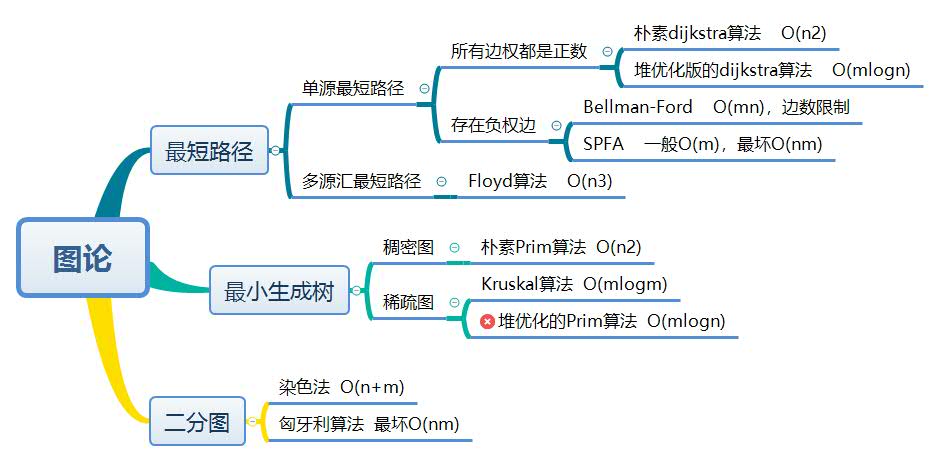 图论
最短路径
单源最短路径
所有边权都是正数
朴素dijkstra算法 O(n2)
堆优化版的dijkstra算法 O(mlogn)
存在负权边
Bellman-Ford O(mn)，边数限制
SPFA 一般O(m)，最坏O(nm)
多源汇最短路径
Floyd算法 O(n3)
最小生成树
稠密图
朴素Prim算法 O(n2)
稀疏图
Kruskal算法 O(mlogm)
堆优化的Prim算法 O(mlogn)
二分图
染色法 O(n+m)
匈牙利算法 最坏O(nm)